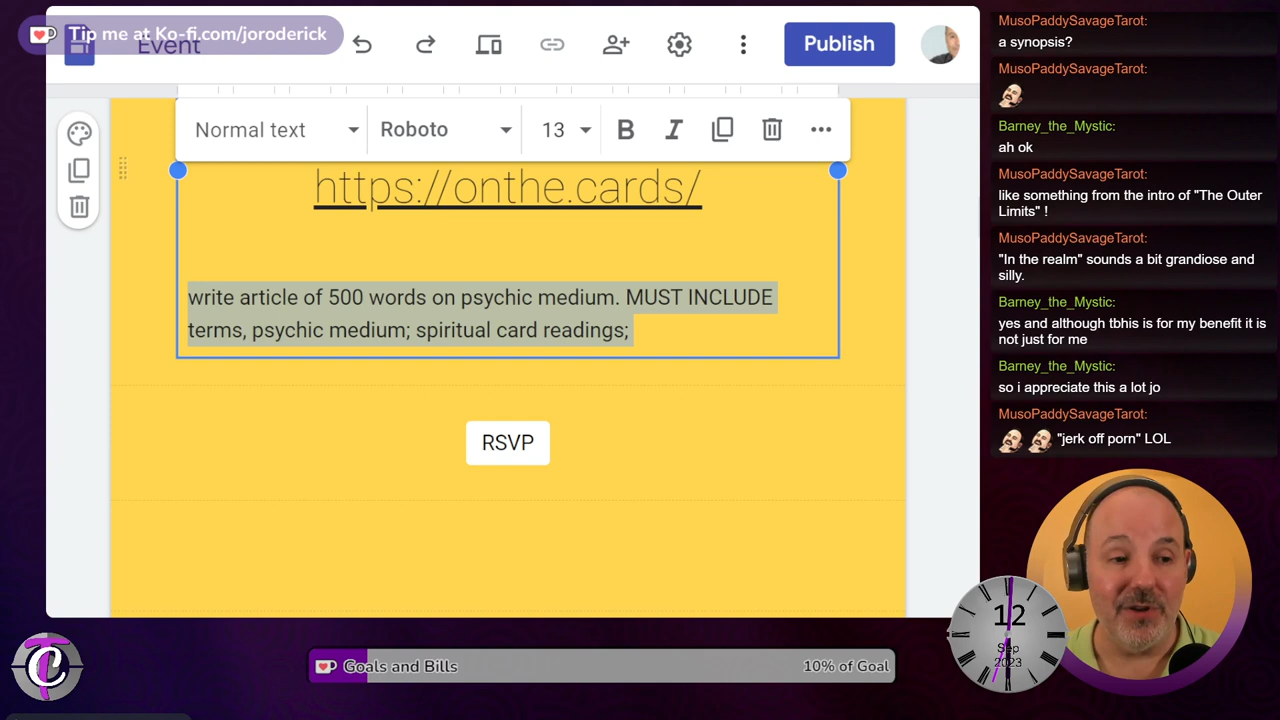 Tip me at Ko-fi.com/joroderick
Event
Publish
Normal text
Roboto
13
B
I
https://onthe.cards/
write article of 500 words on psychic medium. MUST INCLUDE
terms, psychic medium; spiritual card readings;
RSVP
MusoPaddySavageTarot:
a synopsis?
MusoPaddySavageTarot:
Barney_the_Mystic:
ah ok
MusoPaddySavageTarot:
like something from the intro of "The Outer
Limits" !
MusoPaddySavageTarot:
"In the realm" sounds a bit grandiose and
silly.
Barney_the_Mystic:
yes and although tbhis is for my benefit it is
not just for me
Barney_the_Mystic:
so i appreciate this a lot jo
MusoPaddySavageTarot:
"jerk off porn" LOL
12
Sep
2023
TC
Goals and Bills
10% of Goal